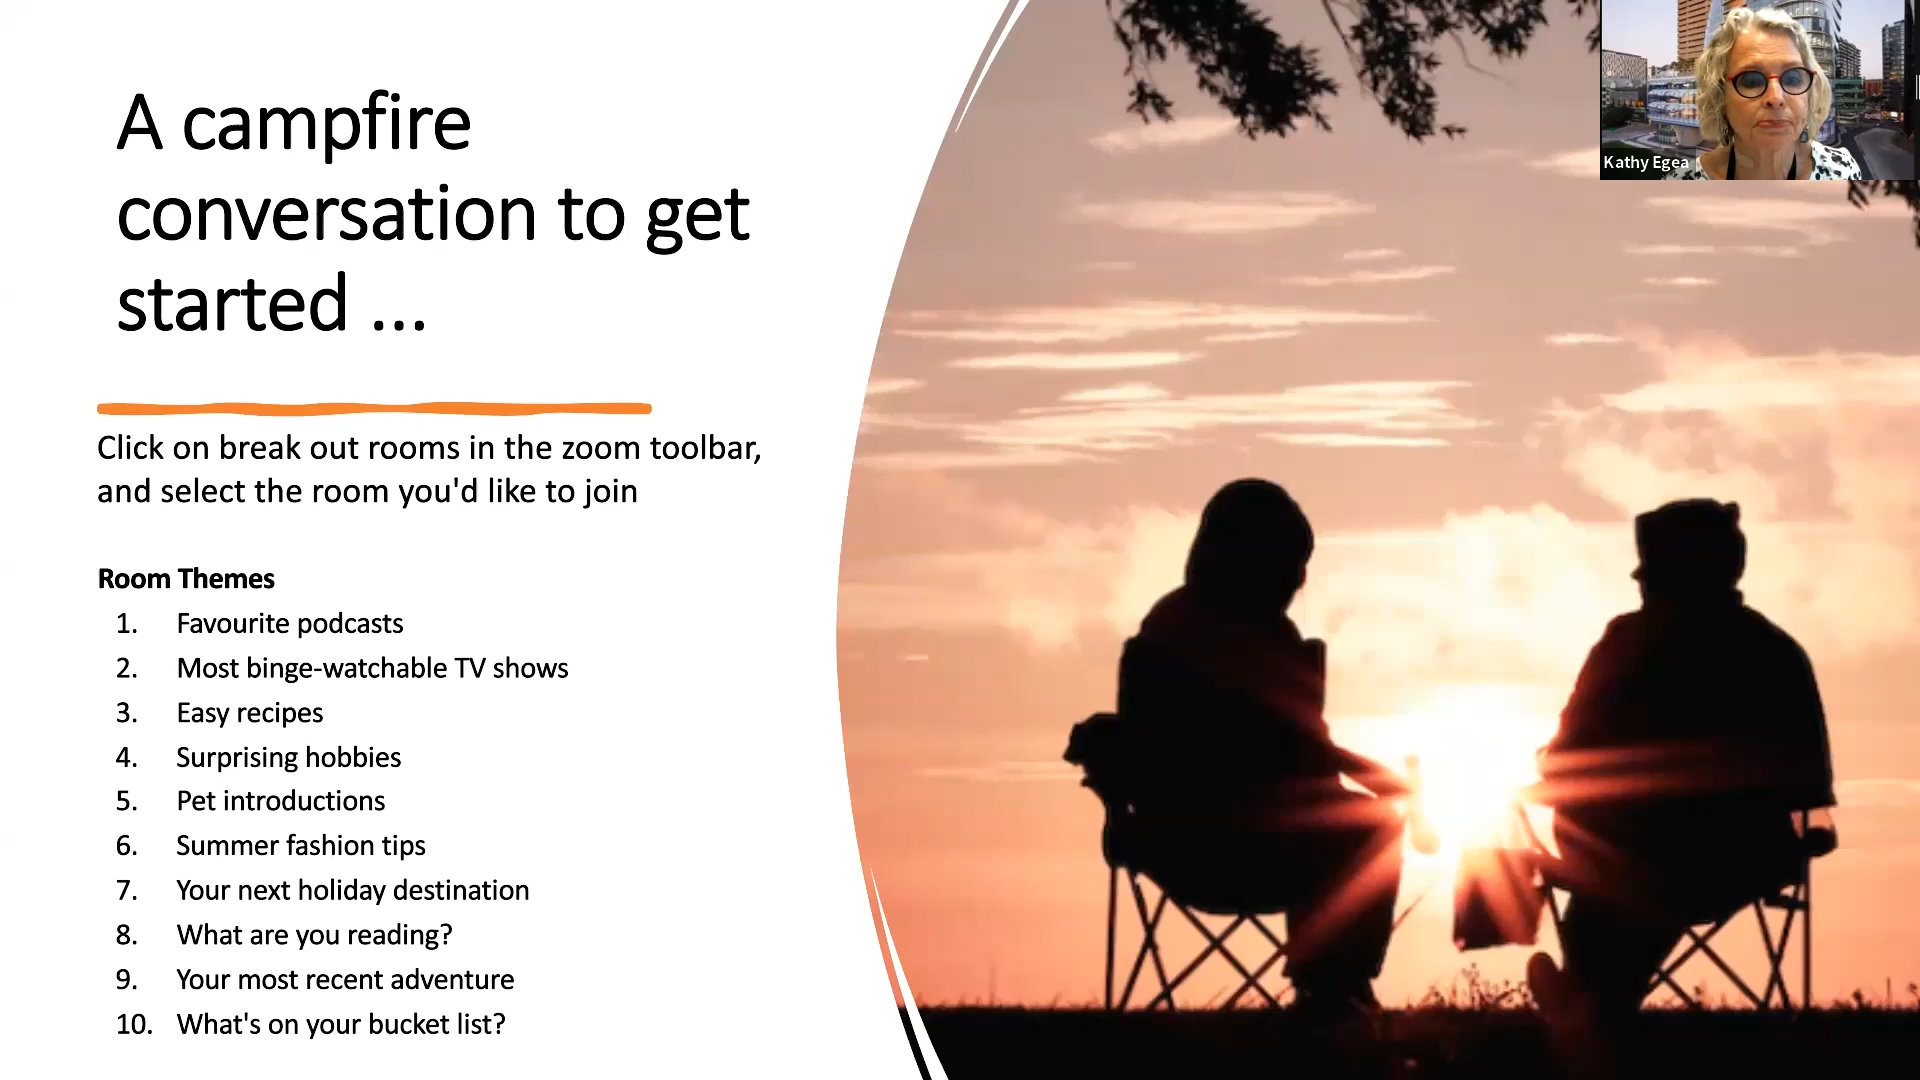 A campfire
conversation to get
started ...
Click on break out rooms in the zoom toolbar,
and select the room you'd like to join
Room Themes
1. Favourite podcasts
2. Most binge-watchable TV shows
3. Easy recipes
4. Surprising hobbies
5. Pet introductions
6. Summer fashion tips
7. Your next holiday destination
8. What are you reading?
9. Your most recent adventure
10. What's on your bucket list?
Kathy Egea